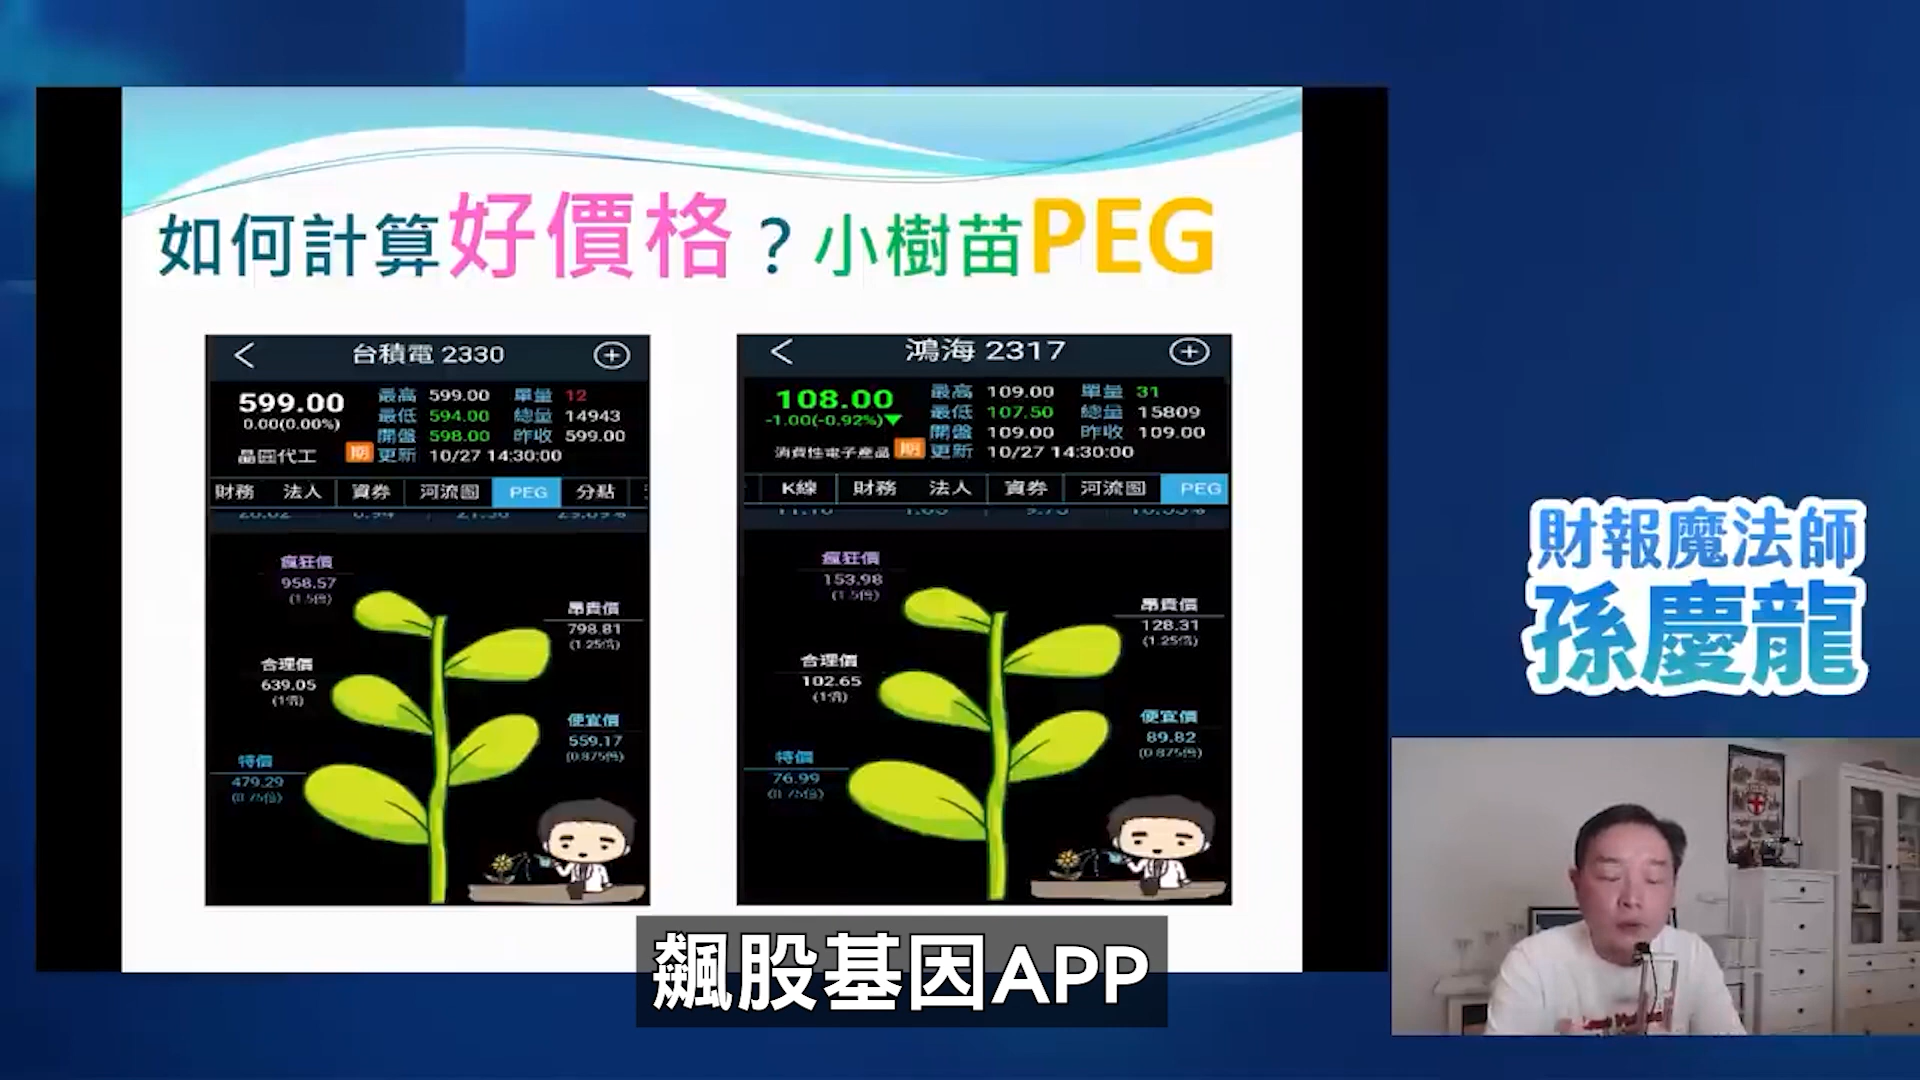 如何計算好價格？小樹苗PEG
台積電 2330
599.00
0.00(0.00%)
晶圓代工
最高 599.00 單量 12
最低 594.00 總量 14943
開盤 598.00 昨收 599.00
期 更新 10/27 14:30:00
財務 法人 資券 河流圖 PEG 分點
瘋狂價
958.57
(1.5倍)
昂貴價
798.81
(1.25倍)
合理價
639.05
(1倍)
便宜價
559.17
(0.875倍)
特價
479.29
(0.75倍)
鴻海 2317
108.00
-1.00(-0.92%)▼
消費性電子產品
最高 109.00 單量 31
最低 107.50 總量 15809
開盤 109.00 昨收 109.00
期 更新 10/27 14:30:00
K線 財務 法人 資券 河流圖 PEG
瘋狂價
153.98
(1.5倍)
昂貴價
128.31
(1.25倍)
合理價
102.65
(1倍)
便宜價
89.82
(0.875倍)
特價
76.99
(0.75倍)
財報魔法師
孫慶龍
飆股基因APP